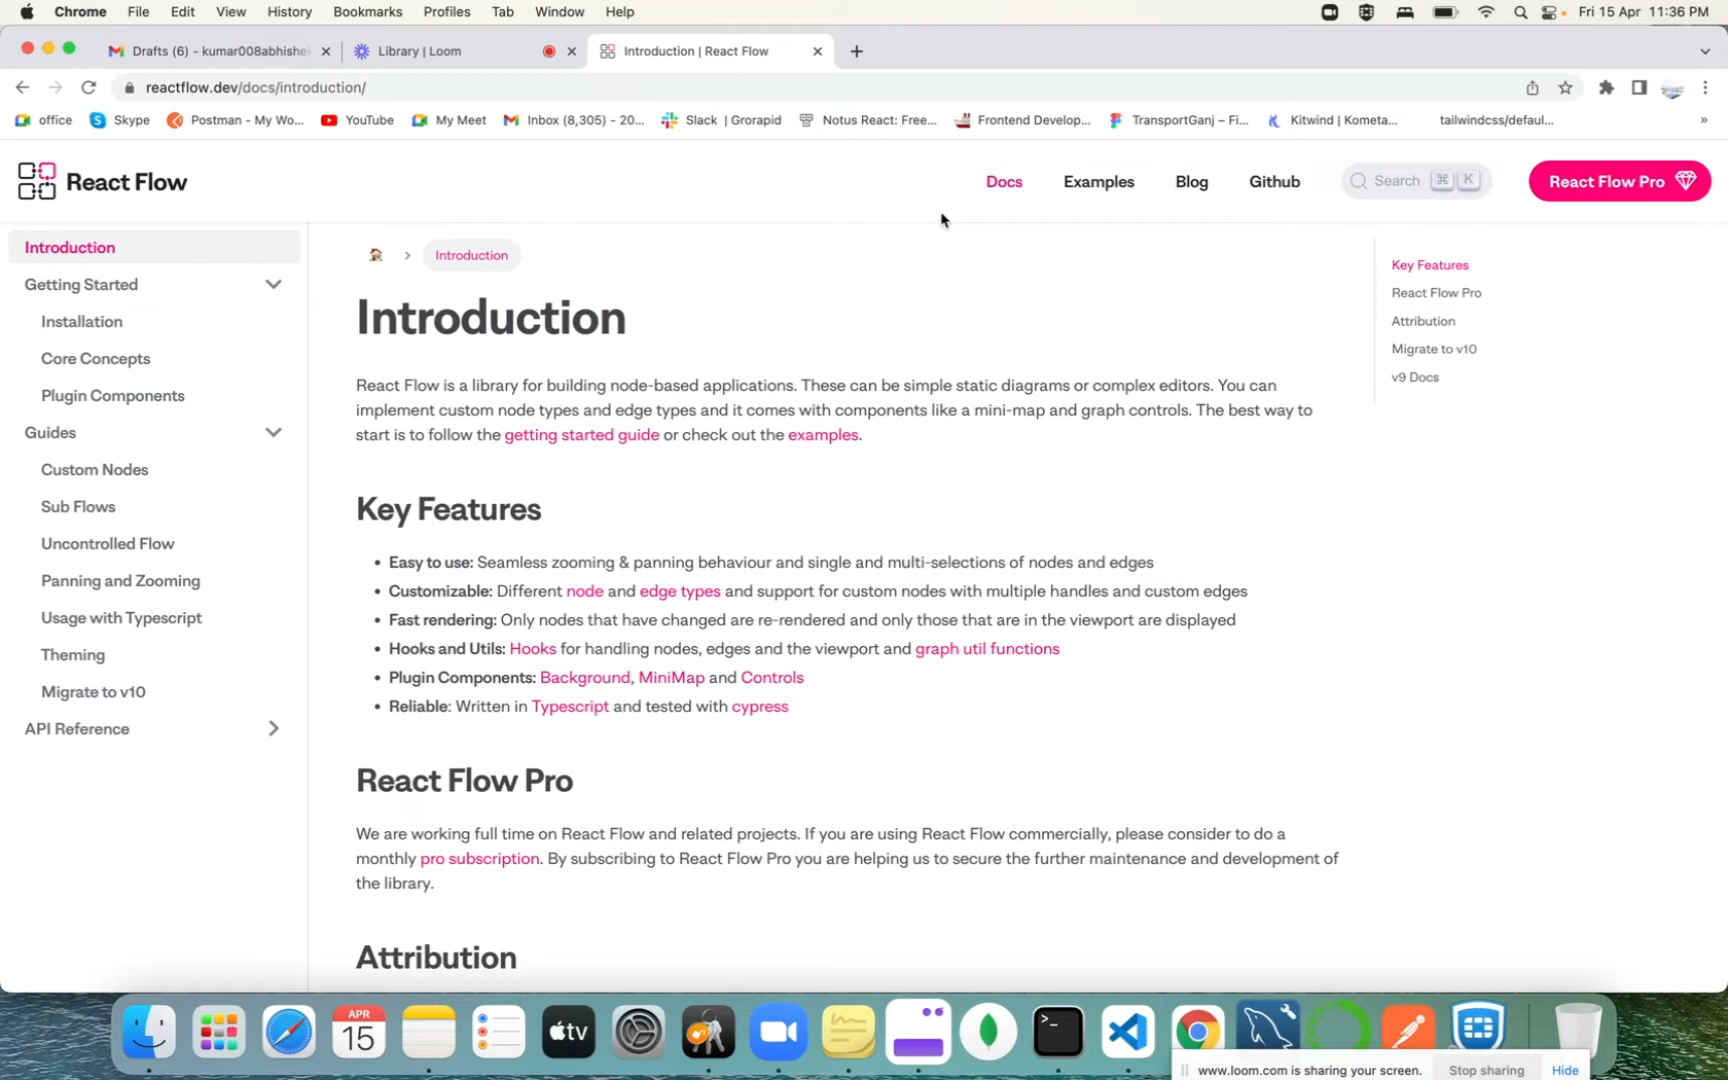 Chrome File Edit View History Bookmarks Profiles Tab Window Help Fri 15 Apr 11:36 PM
Drafts (6) - kumar008abhishek Library | Loom Introduction | React Flow
reactflow.dev/docs/introduction/
office Skype Postman - My Wo... YouTube My Meet Inbox (8,305) - 20... Slack | Grorapid Notus React: Free... Frontend Develop... TransportGanj – Fi... Kitwind | Kometa... tailwindcss/defaul... »
React Flow Docs Examples Blog Github Search ⌘ K React Flow Pro
Introduction
Getting Started
Installation
Core Concepts
Plugin Components
Guides
Custom Nodes
Sub Flows
Uncontrolled Flow
Panning and Zooming
Usage with Typescript
Theming
Migrate to v10
API Reference
Introduction
Introduction
React Flow is a library for building node-based applications. These can be simple static diagrams or complex editors. You can
implement custom node types and edge types and it comes with components like a mini-map and graph controls. The best way to
start is to follow the getting started guide or check out the examples.
Key Features
• Easy to use: Seamless zooming & panning behaviour and single and multi-selections of nodes and edges
• Customizable: Different node and edge types and support for custom nodes with multiple handles and custom edges
• Fast rendering: Only nodes that have changed are re-rendered and only those that are in the viewport are displayed
• Hooks and Utils: Hooks for handling nodes, edges and the viewport and graph util functions
• Plugin Components: Background, MiniMap and Controls
• Reliable: Written in Typescript and tested with cypress
React Flow Pro
We are working full time on React Flow and related projects. If you are using React Flow commercially, please consider to do a
monthly pro subscription. By subscribing to React Flow Pro you are helping us to secure the further maintenance and development of
the library.
Attribution
Key Features
React Flow Pro
Attribution
Migrate to v10
v9 Docs
APR
15
tv
www.loom.com is sharing your screen. Stop sharing Hide